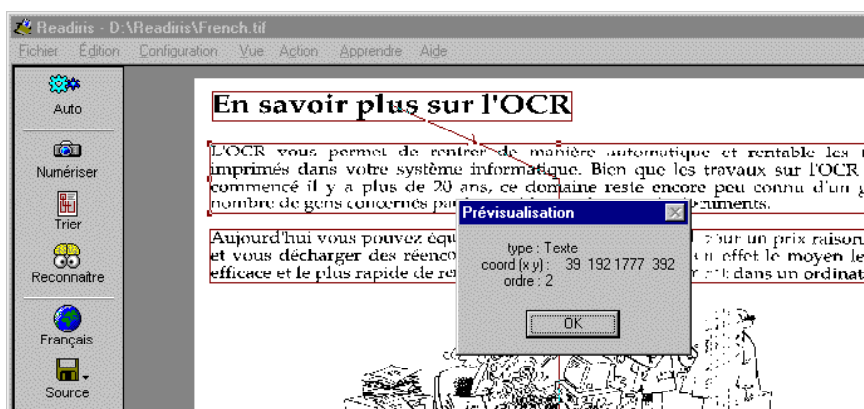 Readiris - D:\Readiris\French.tif
Fichier Édition Configuration Vue Action Apprendre Aide
Auto
Numériser
Trier
Reconnaitre
Français
Source
En savoir plus sur l'OCR
L'OCR vous permet de rentrer de manière automatique et rentable les
imprimés dans votre système informatique. Bien que les travaux sur l'OCR
commencé il y a plus de 20 ans, ce domaine reste encore peu connu d'un
nombre de gens concernés par
Aujourd'hui vous pouvez un prix raison
et vous décharger des effet le moyen le
efficace et le plus rapide de dans un ordinat
Prévisualisation
type : Texte
coord (x y) : 39 192 1777 392
ordre : 2
OK